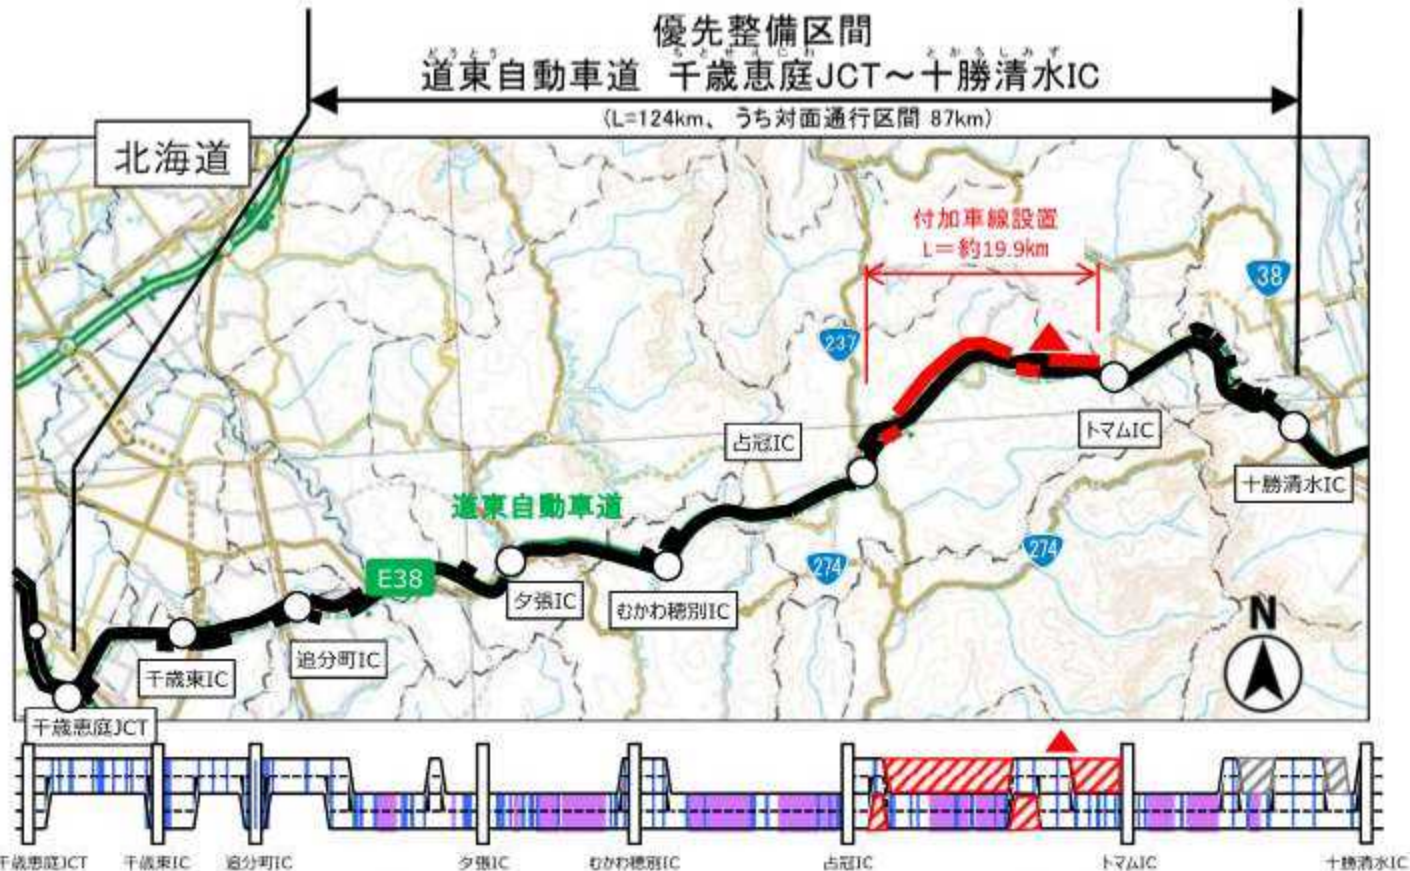 優先整備区間
どうとう ちとせえにわ とかちしみず
道東自動車道 千歳恵庭JCT～十勝清水IC
(L=124km、うち対面通行区間 87km)
北海道
付加車線設置
L＝約19.9km
38
237
トマムIC
占冠IC
十勝清水IC
道東自動車道
274
274
E38
夕張IC
むかわ穂別IC
N
追分町IC
千歳東IC
千歳恵庭JCT
千歳恵庭JCT 千歳東IC 追分町IC 夕張IC むかわ穂別IC 占冠IC トマムIC 十勝清水IC